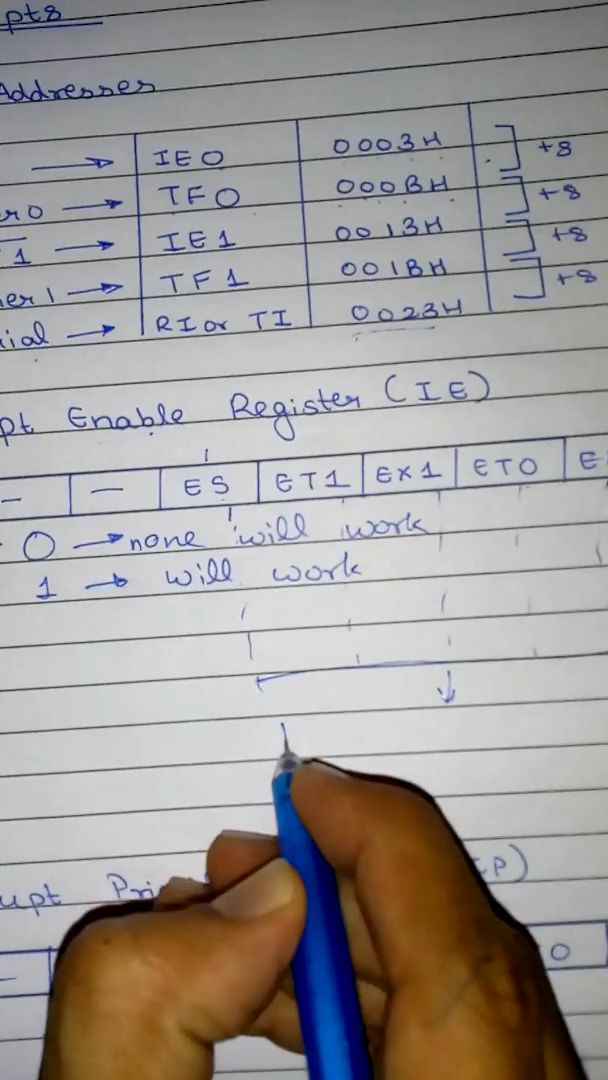 pts
Addresses
→ IE0 0003H +8
er0 → TF0 000BH +8
1 → IE1 0013H +8
er1 → TF1 001BH +8
ial → RI or TI 0023H
pt Enable Register (IE)
— — ES ET1 EX1 ET0 E
0 → none will work
1 → will work
upt Pri P)
— 0